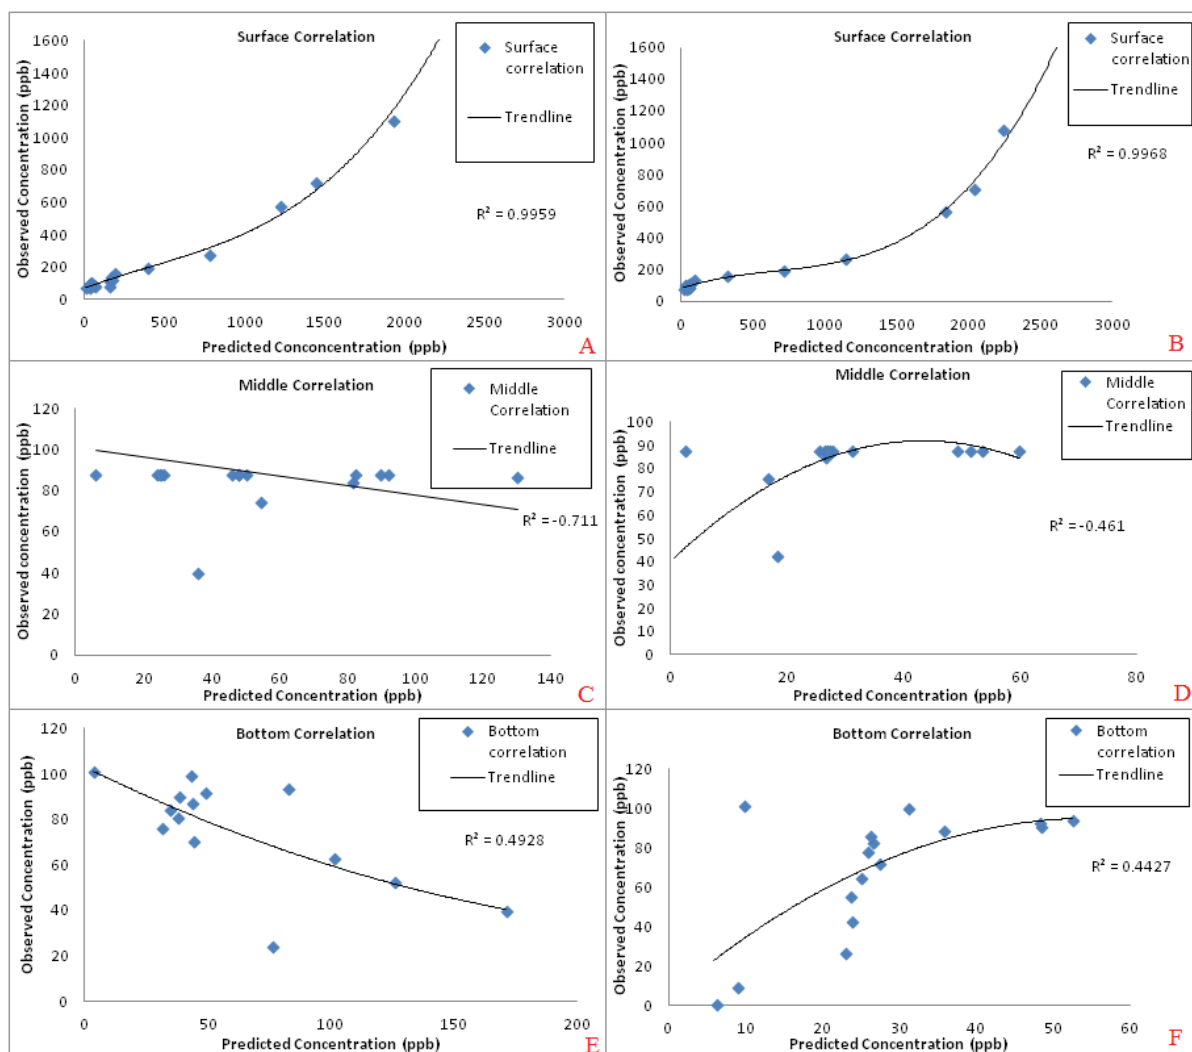 Surface Correlation
Surface
correlation
Trendline
R² = 0.9959
Observed Concentration (ppb)
1600
1400
1200
1000
800
600
400
200
0
0 500 1000 1500 2000 2500 3000
Predicted Conconcentration (ppb)
A
Surface Correlation
Surface
correlation
Trendline
R² = 0.9968
Observed Concentration (ppb)
1600
1400
1200
1000
800
600
400
200
0
0 500 1000 1500 2000 2500 3000
Predicted Conconcentration (ppb)
B
Middle Correlation
Middle
Correlation
Trendline
R² = -0.711
Observed concentration (ppb)
120
100
80
60
40
20
0
0 20 40 60 80 100 120 140
Predicted Concentration (ppb)
C
Middle Correlation
Middle
Correlation
Trendline
R² = -0.461
Observed Concentration (ppb)
100
90
80
70
60
50
40
30
20
10
0
0 20 40 60 80
Predicted Concentration (ppb)
D
Bottom Correlation
Bottom
correlation
Trendline
R² = 0.4928
Observed Concentration (ppb)
120
100
80
60
40
20
0
0 50 100 150 200
Predicted Concentration (ppb)
E
Bottom Correlation
Bottom
correlation
Trendline
R² = 0.4427
Observed Concentration (ppb)
120
100
80
60
40
20
0
0 10 20 30 40 50 60
Predicted Concentration (ppb)
F